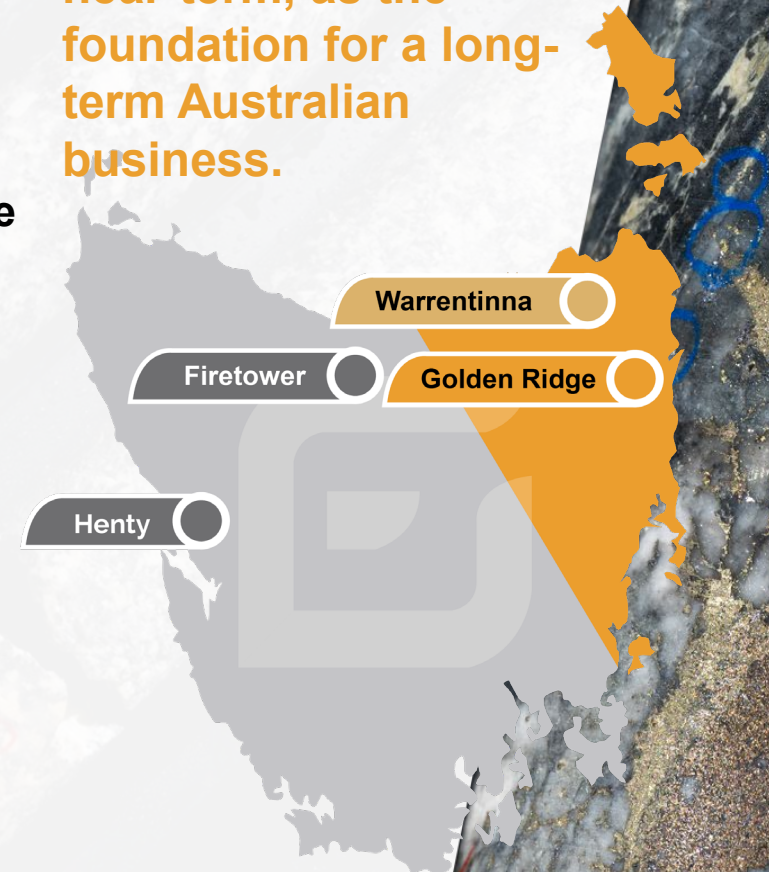 foundation for a long-
term Australian
business.
e
Warrentinna
Firetower
Golden Ridge
Henty